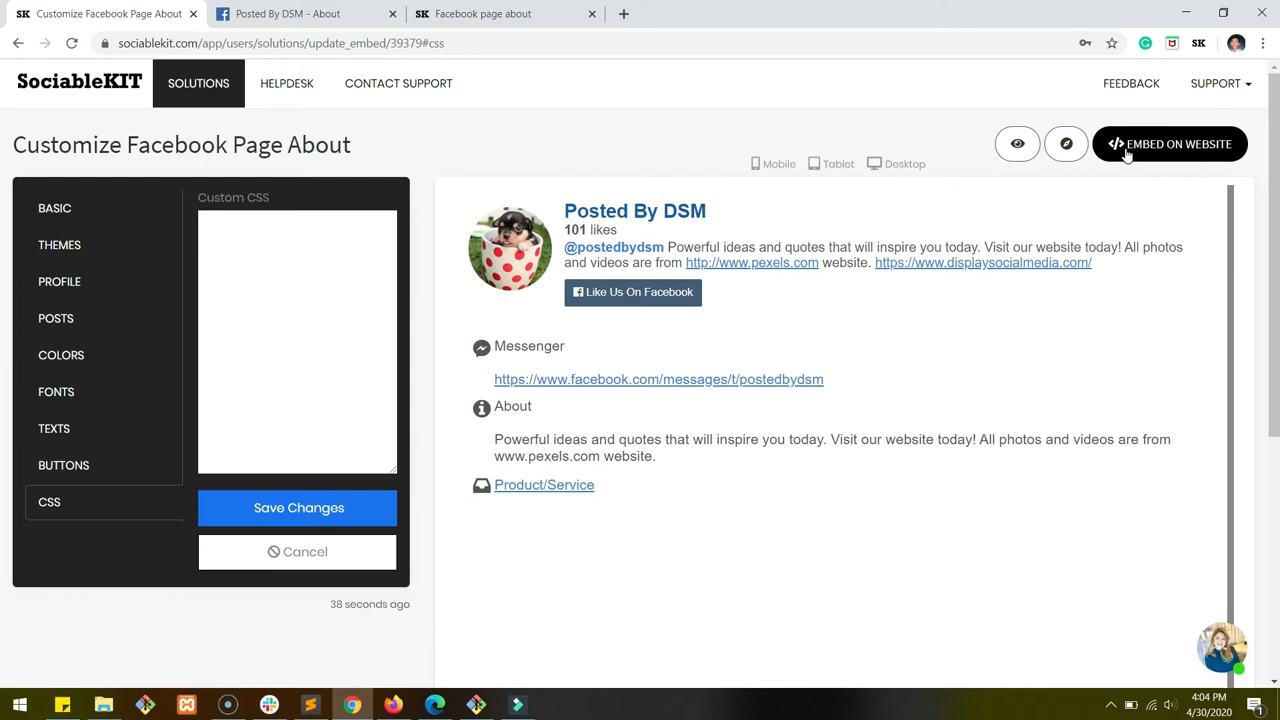 SK Customize Facebook Page About
Posted By DSM - About
SK Facebook page about
sociablekit.com/app/users/solutions/update_embed/39379#css
SK
SociableKIT
SOLUTIONS
HELPDESK
CONTACT SUPPORT
FEEDBACK
SUPPORT
Customize Facebook Page About
EMBED ON WEBSITE
Mobile
Tablet
Desktop
BASIC
THEMES
PROFILE
POSTS
COLORS
FONTS
TEXTS
BUTTONS
CSS
Custom CSS
Save Changes
Cancel
38 seconds ago
Posted By DSM
101 likes
@postedbydsm Powerful ideas and quotes that will inspire you today. Visit our website today! All photos
and videos are from http://www.pexels.com website. https://www.displaysocialmedia.com/
Like Us On Facebook
Messenger
https://www.facebook.com/messages/t/postedbydsm
About
Powerful ideas and quotes that will inspire you today. Visit our website today! All photos and videos are from
www.pexels.com website.
Product/Service
4:04 PM
4/30/2020
1